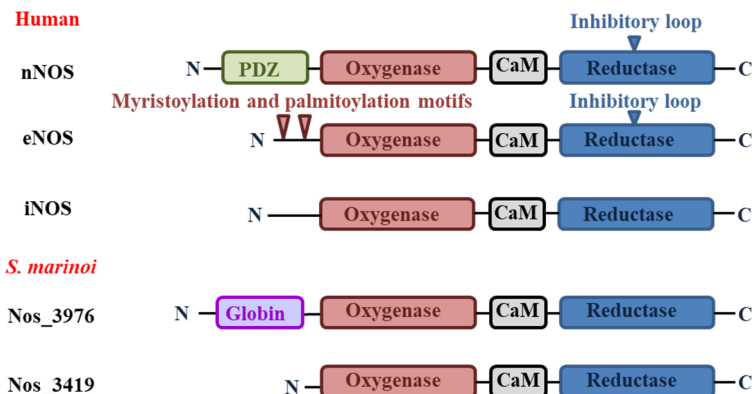 Human
Inhibitory loop
nNOS N PDZ Oxygenase CaM Reductase C
Myristoylation and palmitoylation motifs Inhibitory loop
eNOS N Oxygenase CaM Reductase C
iNOS N Oxygenase CaM Reductase C
S. marinoi
Nos_3976 N Globin Oxygenase CaM Reductase C
Nos_3419 N Oxygenase CaM Reductase C